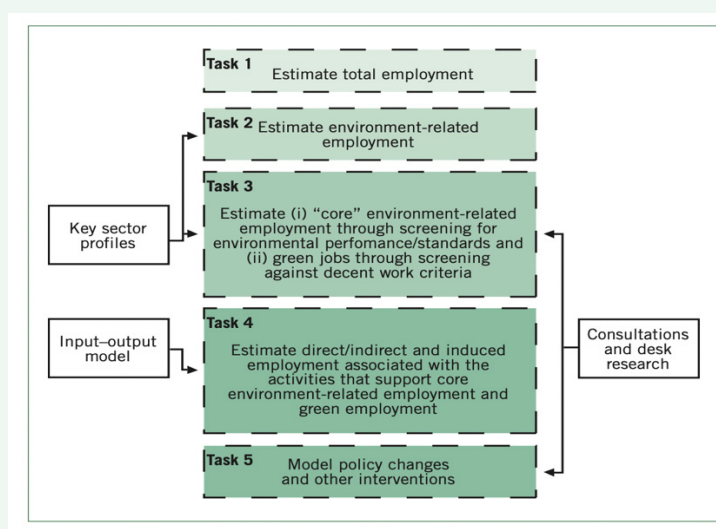 Task 1
Estimate total employment
Task 2
Estimate environment-related
employment
Task 3
Estimate (i) “core” environment-related
employment through screening for
environmental perfomance/standards and
(ii) green jobs through screening
against decent work criteria
Key sector
profiles
Task 4
Estimate direct/indirect and induced
employment associated with the
activities that support core
environment-related employment and
green employment
Input–output
model
Consultations
and desk
research
Task 5
Model policy changes
and other interventions